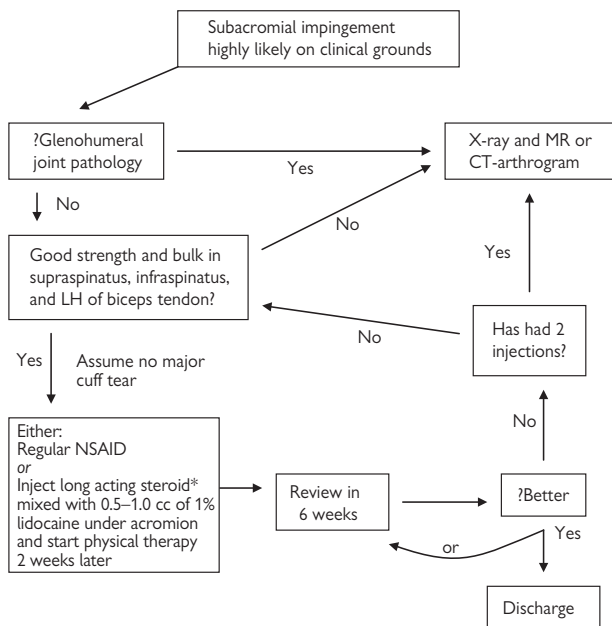 Subacromial impingement
highly likely on clinical grounds
?Glenohumeral
joint pathology
Yes
X-ray and MR or
CT-arthrogram
No
No
Good strength and bulk in
supraspinatus, infraspinatus,
and LH of biceps tendon?
Yes
No
Has had 2
injections?
Yes
Assume no major
cuff tear
No
Either:
Regular NSAID
or
Inject long acting steroid*
mixed with 0.5–1.0 cc of 1%
lidocaine under acromion
and start physical therapy
2 weeks later
Review in
6 weeks
?Better
or
Yes
Discharge